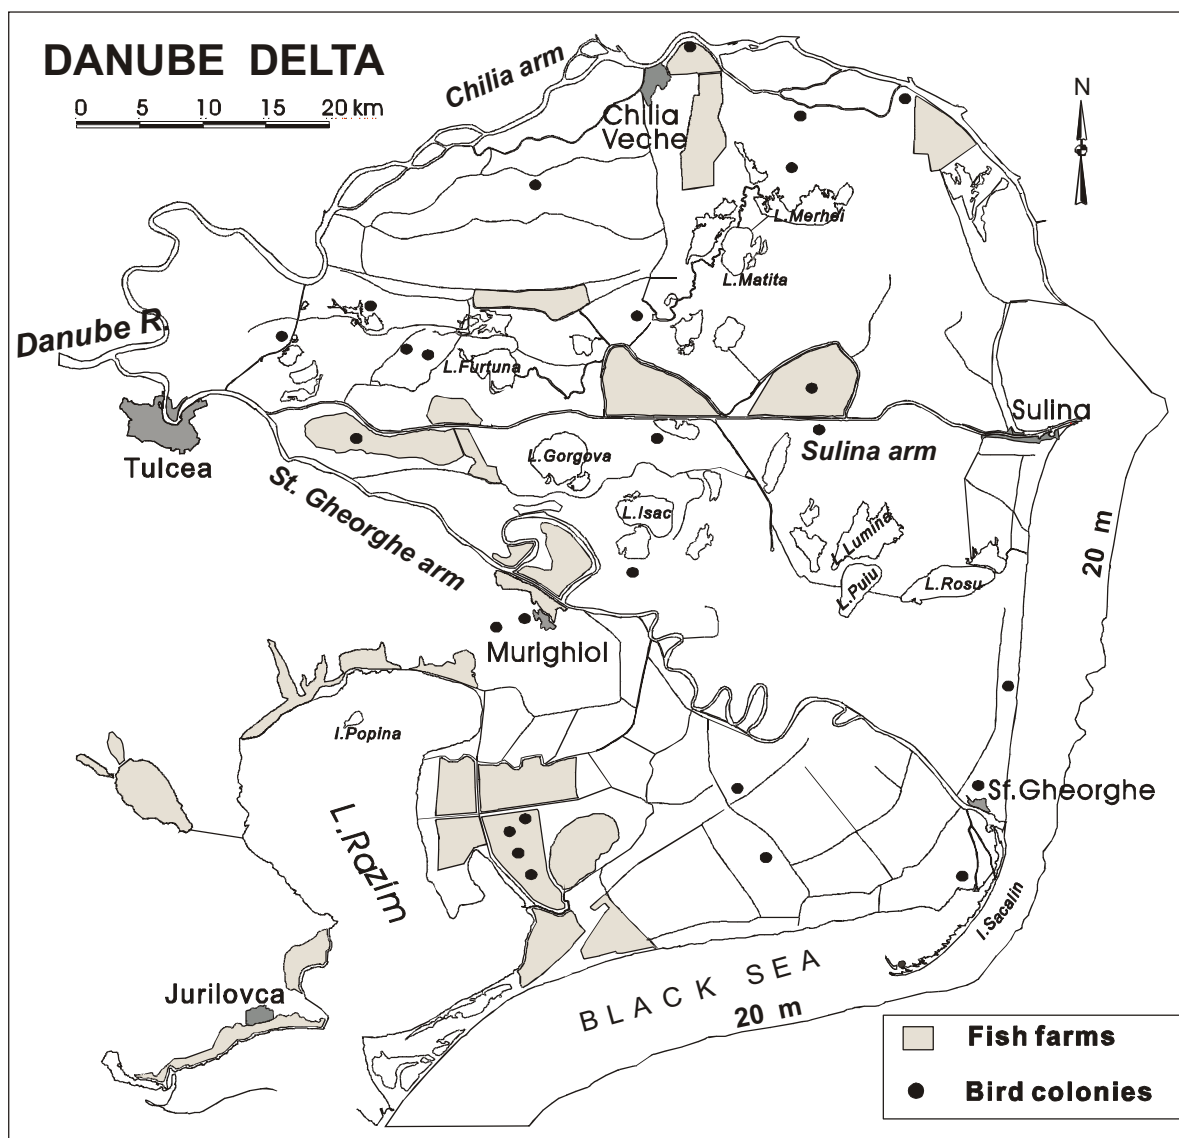 DANUBE DELTA
0 5 10 15 20 km
Chilia arm
N
Chilia
Veche
L.Merhei
L.Matita
Danube R.
L.Furtuna
Sulina
Tulcea
L.Gorgova
Sulina arm
St. Gheorghe arm
L.Isac
L.Lumina
20 m
L.Puiu
L.Rosu
Murighiol
I.Popina
Sf.Gheorghe
L.Razim
I.Sacalin
BLACK SEA
20 m
Jurilovca
Fish farms
Bird colonies